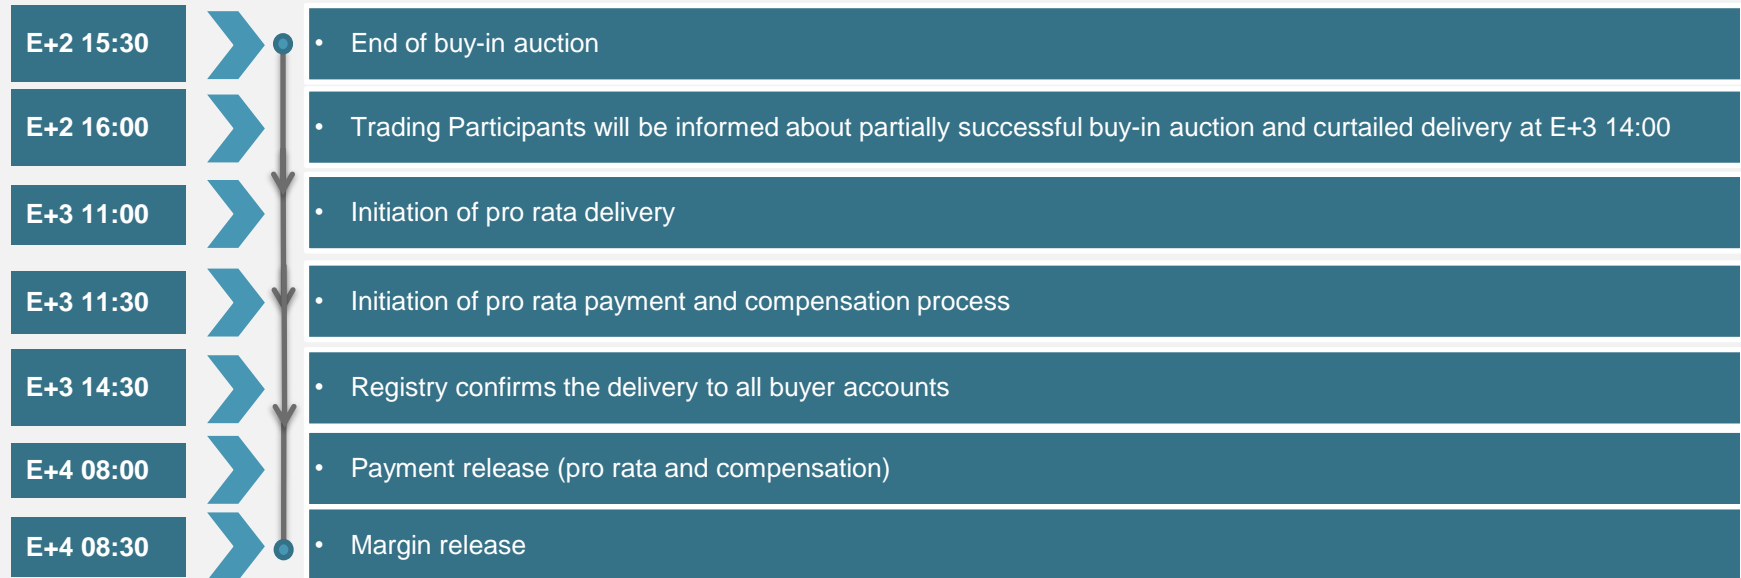 E+2 15:30
• End of buy-in auction
E+2 16:00
• Trading Participants will be informed about partially successful buy-in auction and curtailed delivery at E+3 14:00
E+3 11:00
• Initiation of pro rata delivery
E+3 11:30
• Initiation of pro rata payment and compensation process
E+3 14:30
• Registry confirms the delivery to all buyer accounts
E+4 08:00
• Payment release (pro rata and compensation)
E+4 08:30
• Margin release